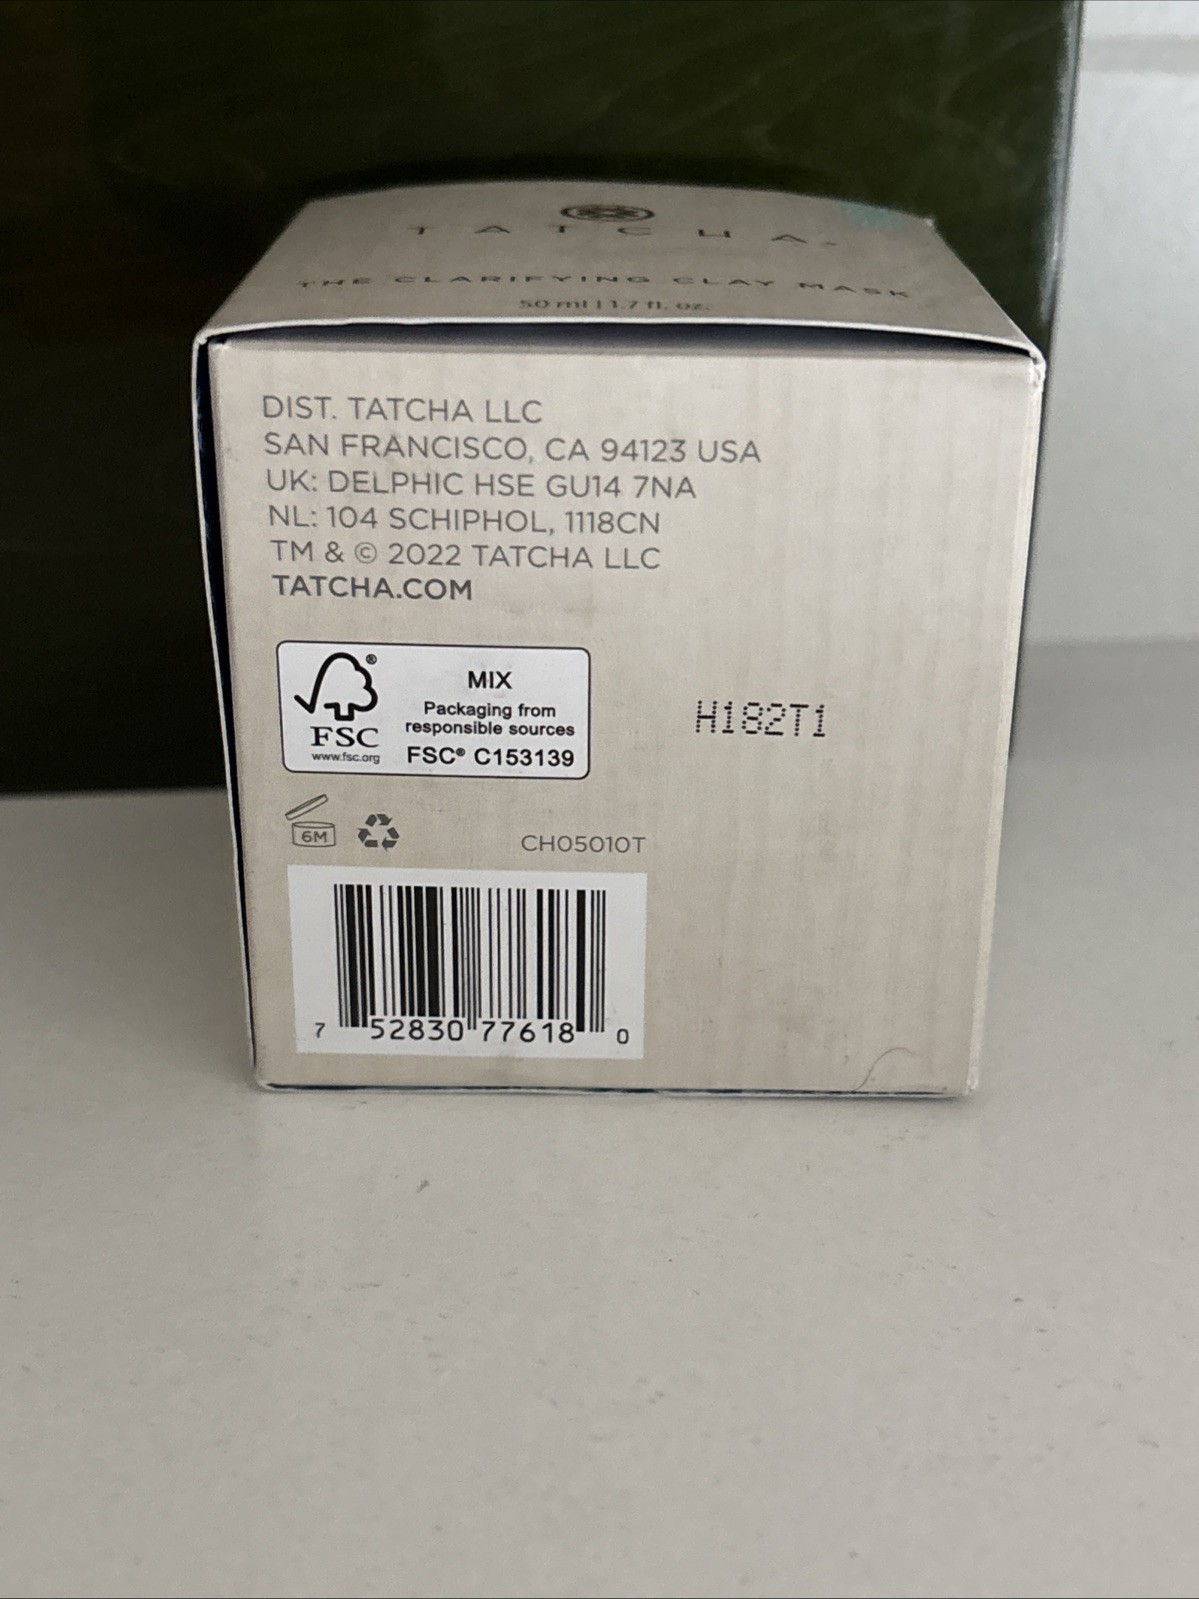 TATCHA
THE CLARIFYING CLAY MASK
50 ml | 1.7 fl. oz.
DIST. TATCHA LLC
SAN FRANCISCO, CA 94123 USA
UK: DELPHIC HSE GU14 7NA
NL: 104 SCHIPHOL, 1118CN
TM & © 2022 TATCHA LLC
TATCHA.COM
MIX
Packaging from
responsible sources
FSC® C153139
FSC
www.fsc.org
®
H182T1
6M
CH05010T
7 52830 77618 0